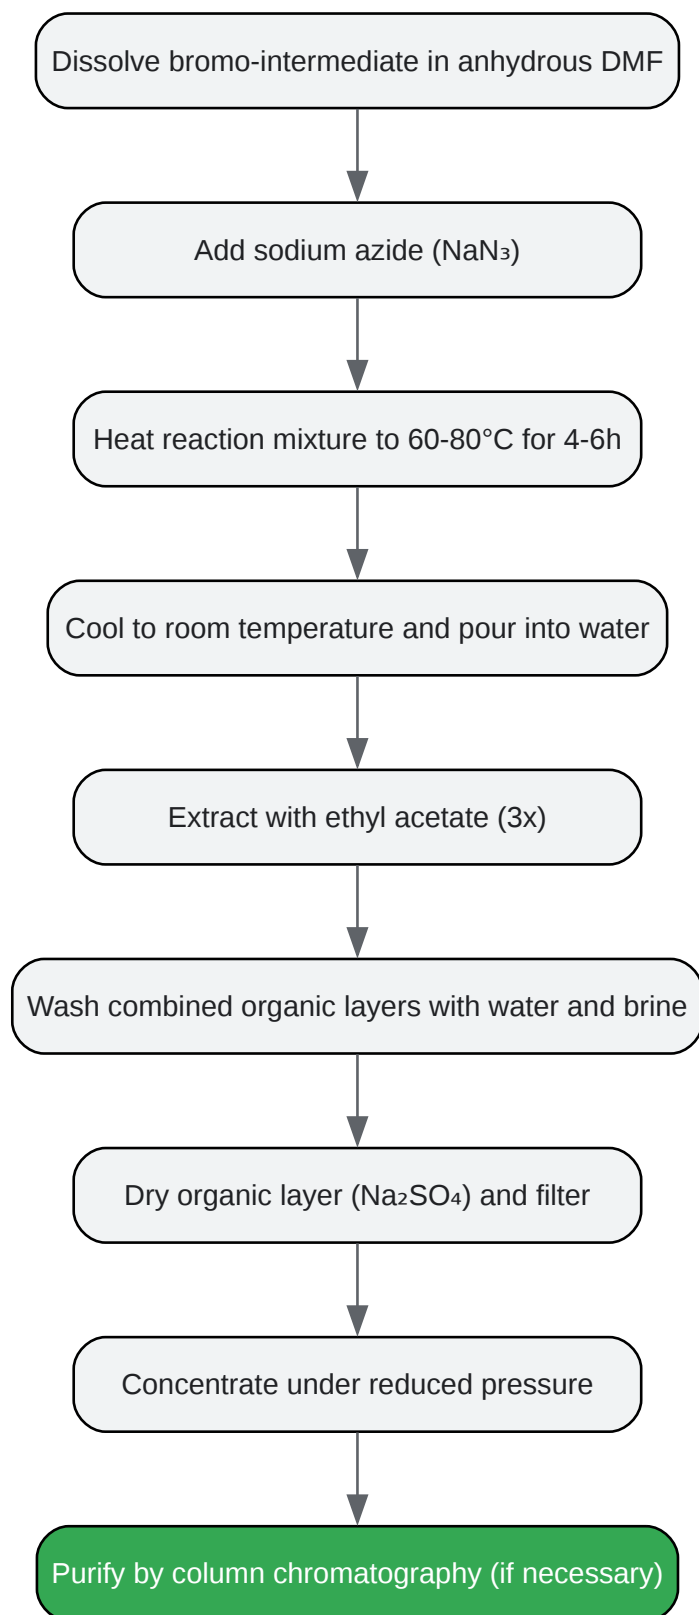 Dissolve bromo-intermediate in anhydrous DMF
Add sodium azide (NaN₃)
Heat reaction mixture to 60-80°C for 4-6h
Cool to room temperature and pour into water
Extract with ethyl acetate (3x)
Wash combined organic layers with water and brine
Dry organic layer (Na₂SO₄) and filter
Concentrate under reduced pressure
Purify by column chromatography (if necessary)